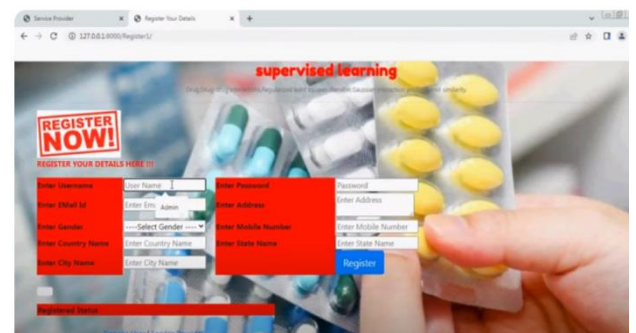 Service Provider
Register Your Details
127.0.0.1:8000/Register1/
supervised learning
REGISTER
NOW!
REGISTER YOUR DETAILS HERE !!!
Enter Username
User Name
Enter Password
Password
Enter EMail Id
Admin
Enter Address
Enter Address
Enter Gender
----Select Gender ----
Enter Mobile Number
Enter Mobile Number
Enter Country Name
Enter Country Name
Enter State Name
Enter State Name
Enter City Name
Enter City Name
Register
Registered Status